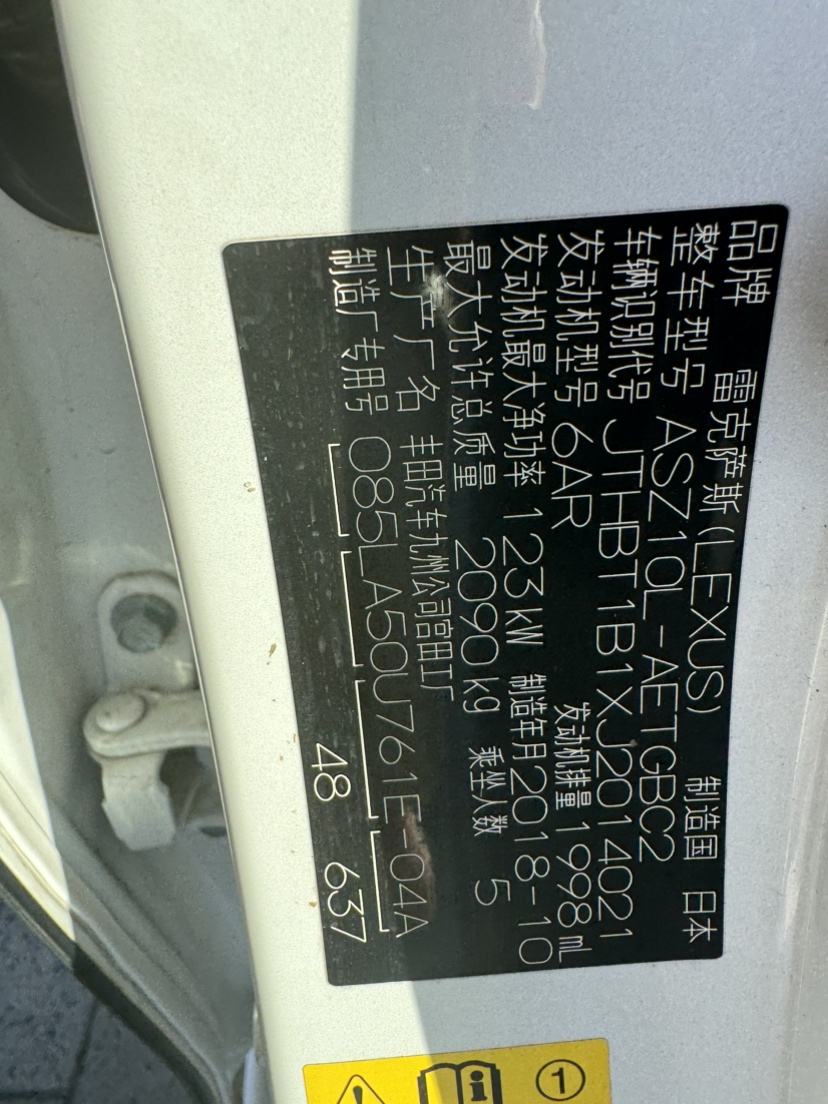 品牌 雷克萨斯(LEXUS) 制造国 日本
整车型号 ASZ10L-AETGBC2
车辆识别代号 JTHBT1B1XJ2014021
发动机型号 6AR 发动机排量 1998mL
发动机最大净功率 123kW 制造年月 2018-10
最大允许总质量 2090kg 乘坐人数 5
生产厂名 丰田汽车九州公司宫田工厂
制造厂专用号 085LA50U761E-04A
48 637
i 1